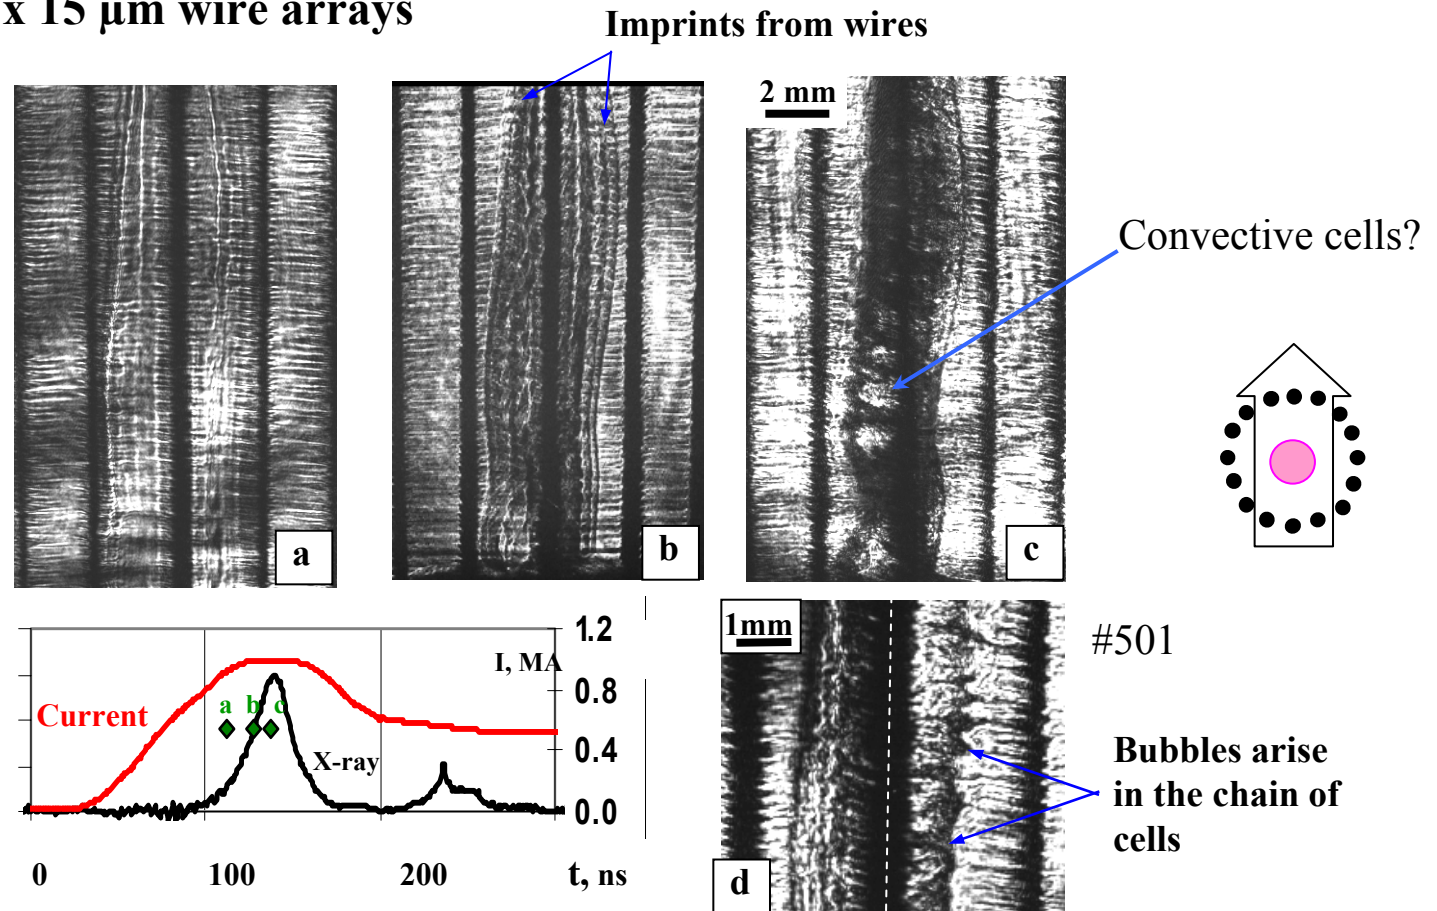 x 15 µm wire arrays
Imprints from wires
2 mm
Convective cells?
a
b
c
1.2
I, MA
0.8
Current
a b c
X-ray
0.4
0.0
0 100 200 t, ns
1mm
#501
Bubbles arise
in the chain of
cells
d